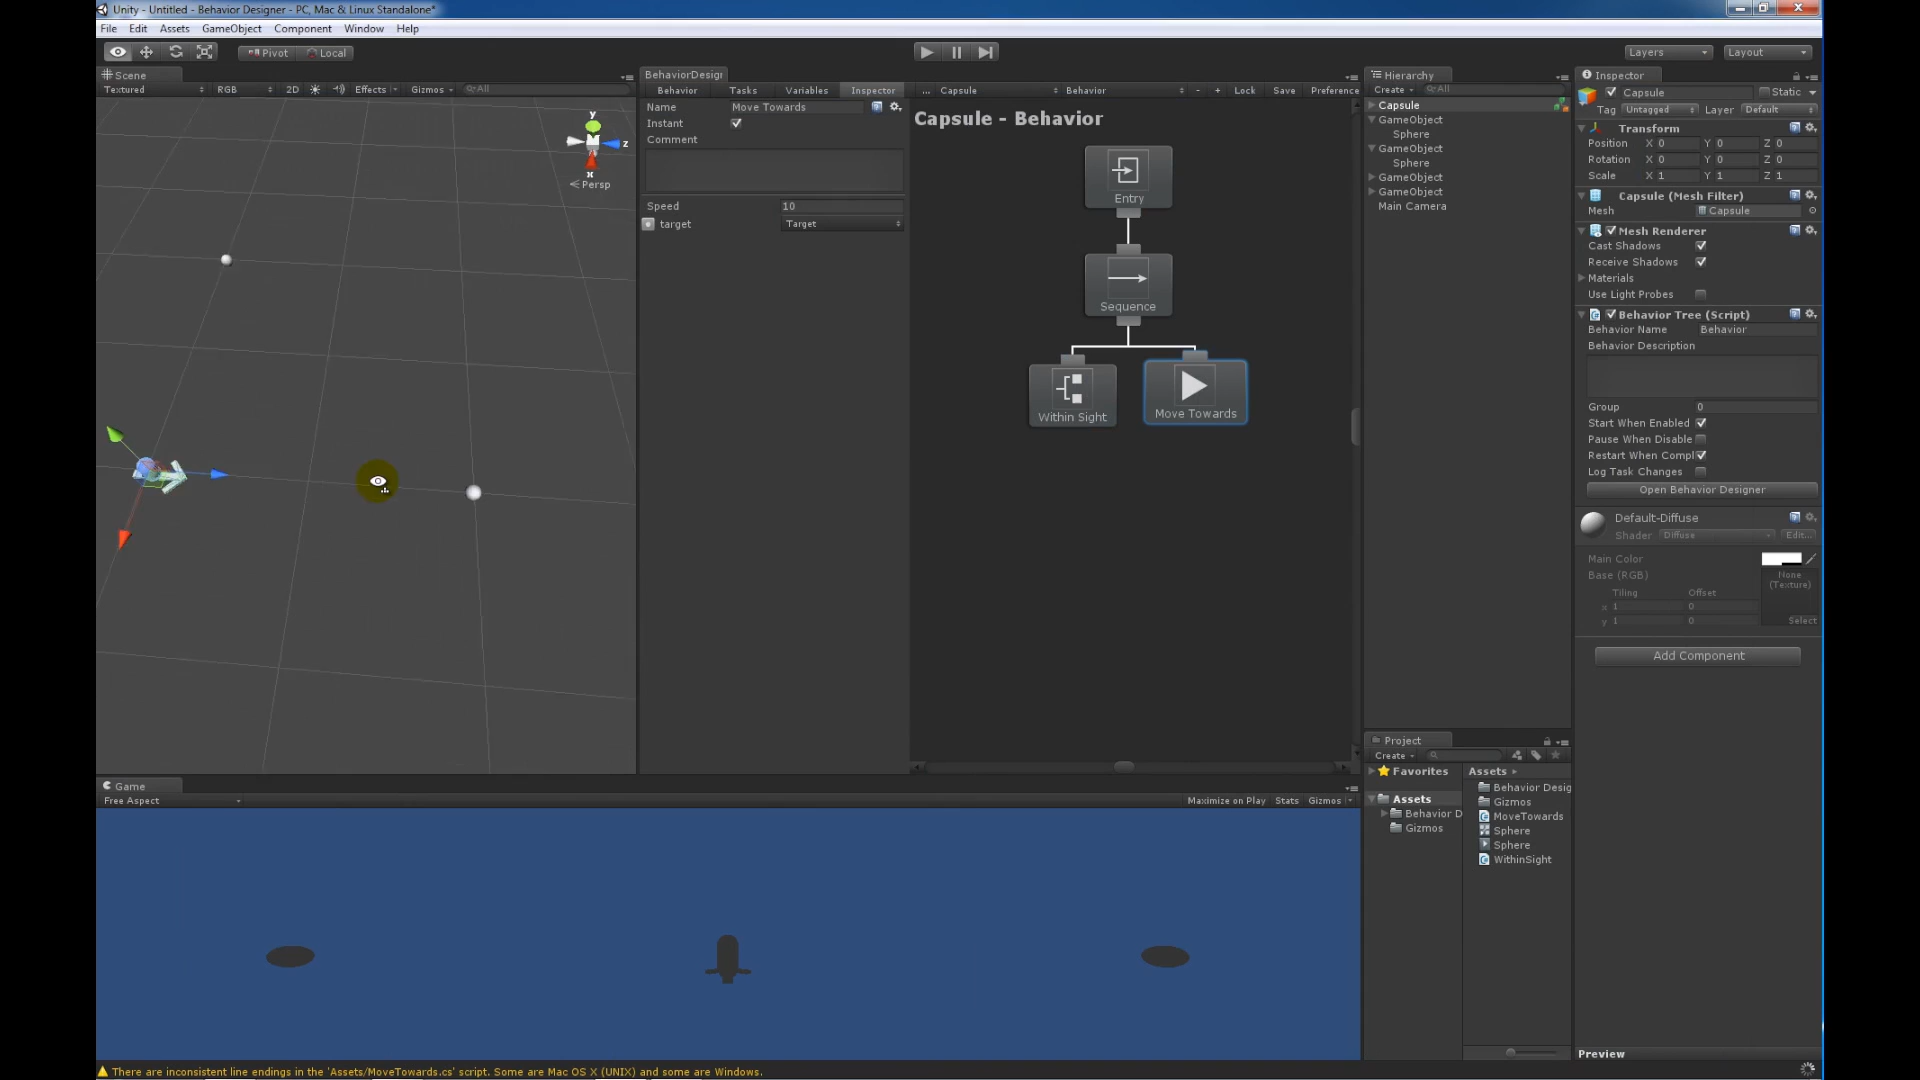 Unity - Untitled - Behavior Designer - PC, Mac & Linux Standalone*
File Edit Assets GameObject Component Window Help
Pivot Local
Layers Layout
Scene
Textured RGB 2D Effects Gizmos All
y
z
x
Persp
BehaviorDesign
Behavior Tasks Variables Inspector
Name Move Towards
Instant
Comment
Speed 10
target Target
... Capsule Behavior - + Lock Save Preference
Capsule - Behavior
Entry
Sequence
Within Sight
Move Towards
Hierarchy
Create All
Capsule
GameObject
Sphere
GameObject
Sphere
GameObject
GameObject
Main Camera
Inspector
Capsule Static
Tag Untagged Layer Default
Transform
Position X 0 Y 0 Z 0
Rotation X 0 Y 0 Z 0
Scale X 1 Y 1 Z 1
Capsule (Mesh Filter)
Mesh Capsule
Mesh Renderer
Cast Shadows
Receive Shadows
Materials
Use Light Probes
Behavior Tree (Script)
Behavior Name Behavior
Behavior Description
Group 0
Start When Enabled
Pause When Disable
Restart When Compl
Log Task Changes
Open Behavior Designer
Default-Diffuse
Shader Diffuse Edit...
Main Color
Base (RGB)
None
(Texture)
Tiling Offset
x 1 0
y 1 0
Select
Add Component
Project
Create
Favorites
Assets
Behavior D
Gizmos
Assets
Behavior Desig
Gizmos
MoveTowards
Sphere
Sphere
WithinSight
Preview
Game
Free Aspect Maximize on Play Stats Gizmos
There are inconsistent line endings in the 'Assets/MoveTowards.cs' script. Some are Mac OS X (UNIX) and some are Windows.